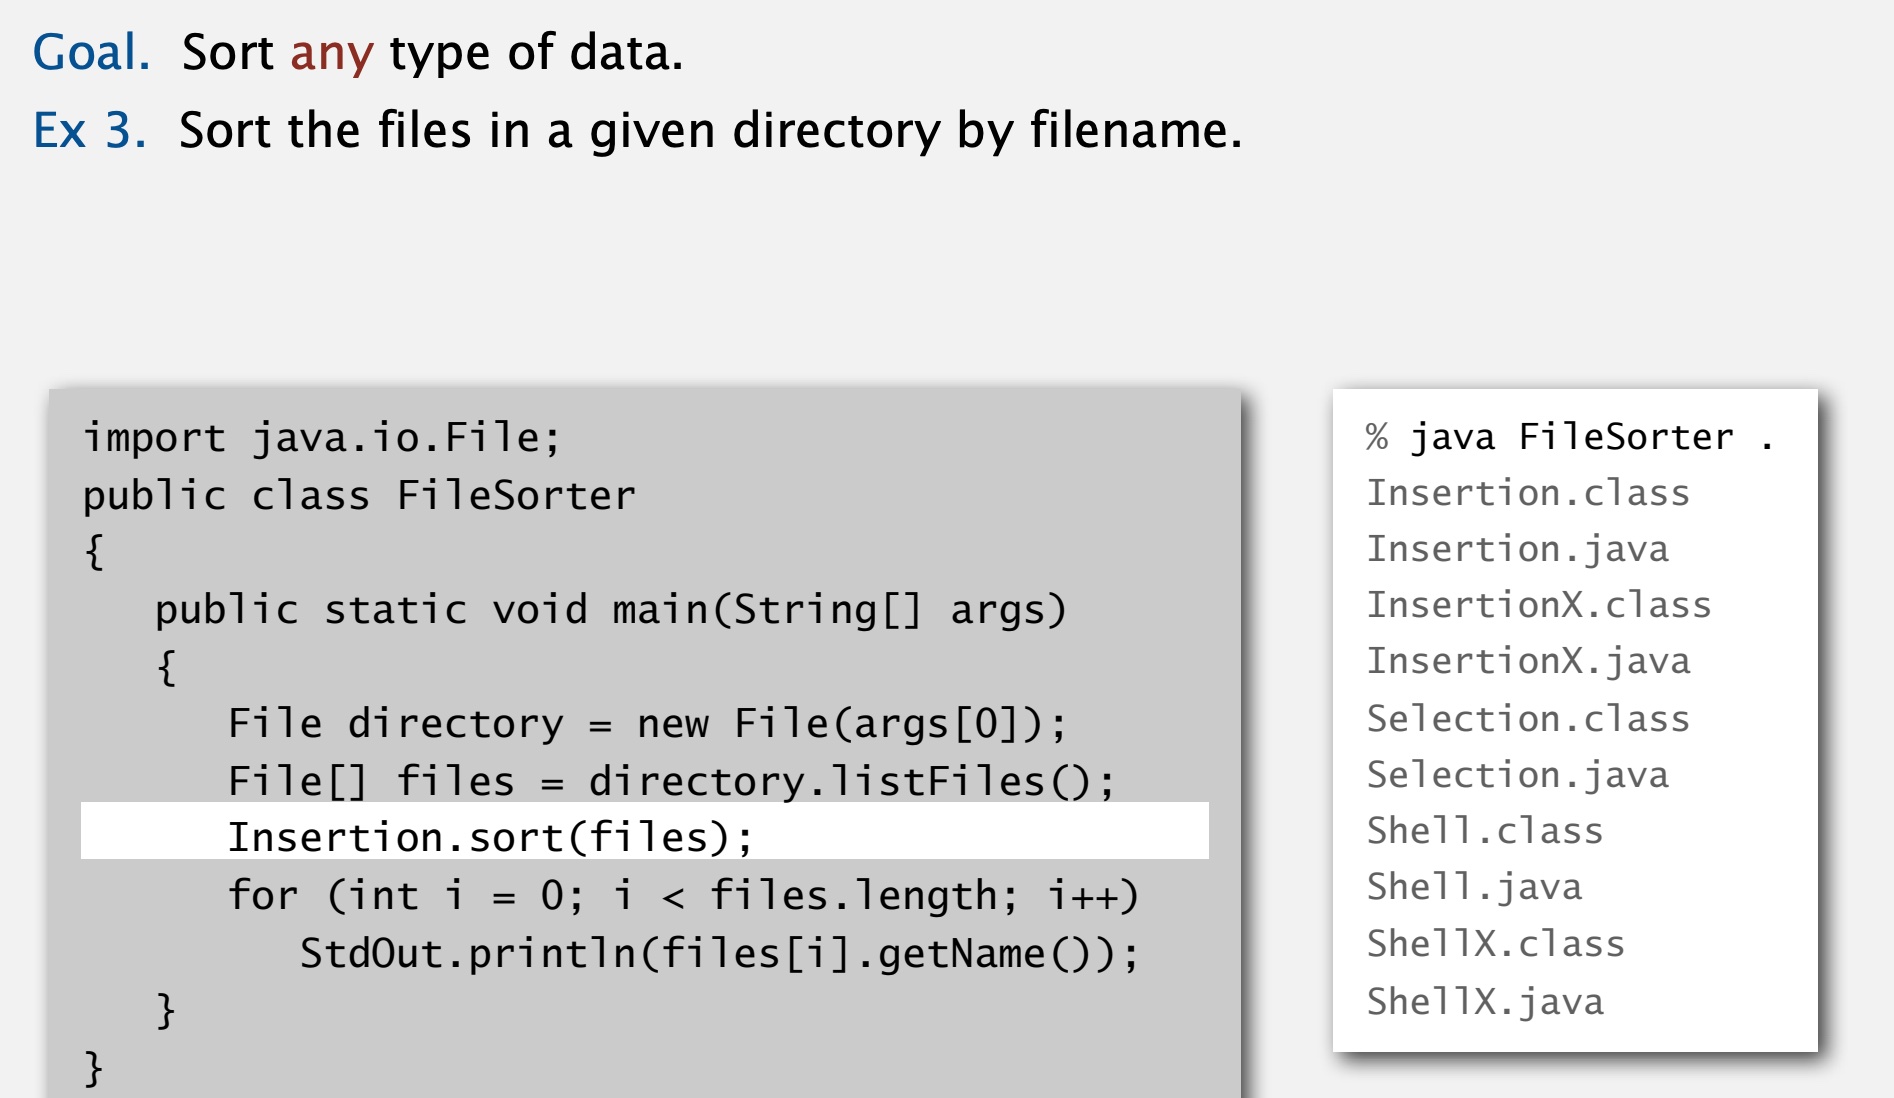 Goal. Sort any type of data.
Ex 3. Sort the files in a given directory by filename.
import java.io.File;
public class FileSorter
{
   public static void main(String[] args)
   {
      File directory = new File(args[0]);
      File[] files = directory.listFiles();
      Insertion.sort(files);
      for (int i = 0; i < files.length; i++)
         StdOut.println(files[i].getName());
   }
}
% java FileSorter .
Insertion.class
Insertion.java
InsertionX.class
InsertionX.java
Selection.class
Selection.java
Shell.class
Shell.java
ShellX.class
ShellX.java